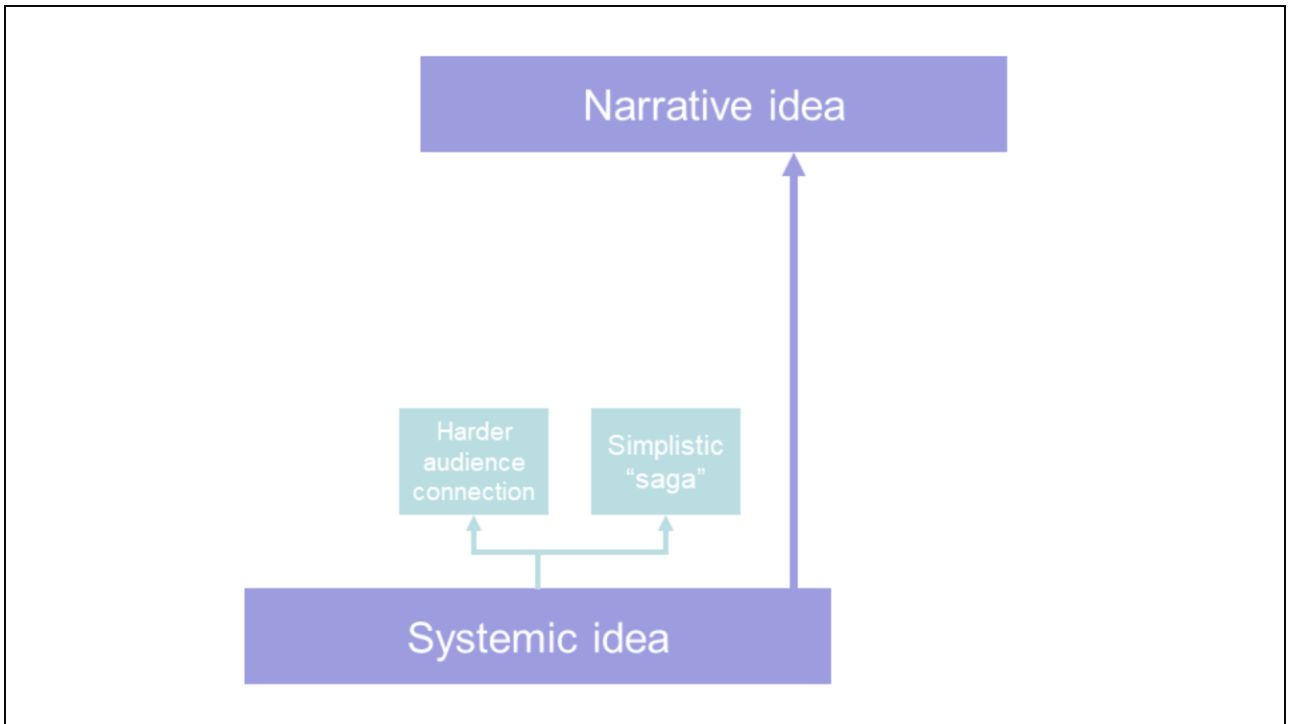 Narrative idea
Harder
audience
connection
Simplistic
“saga”
Systemic idea